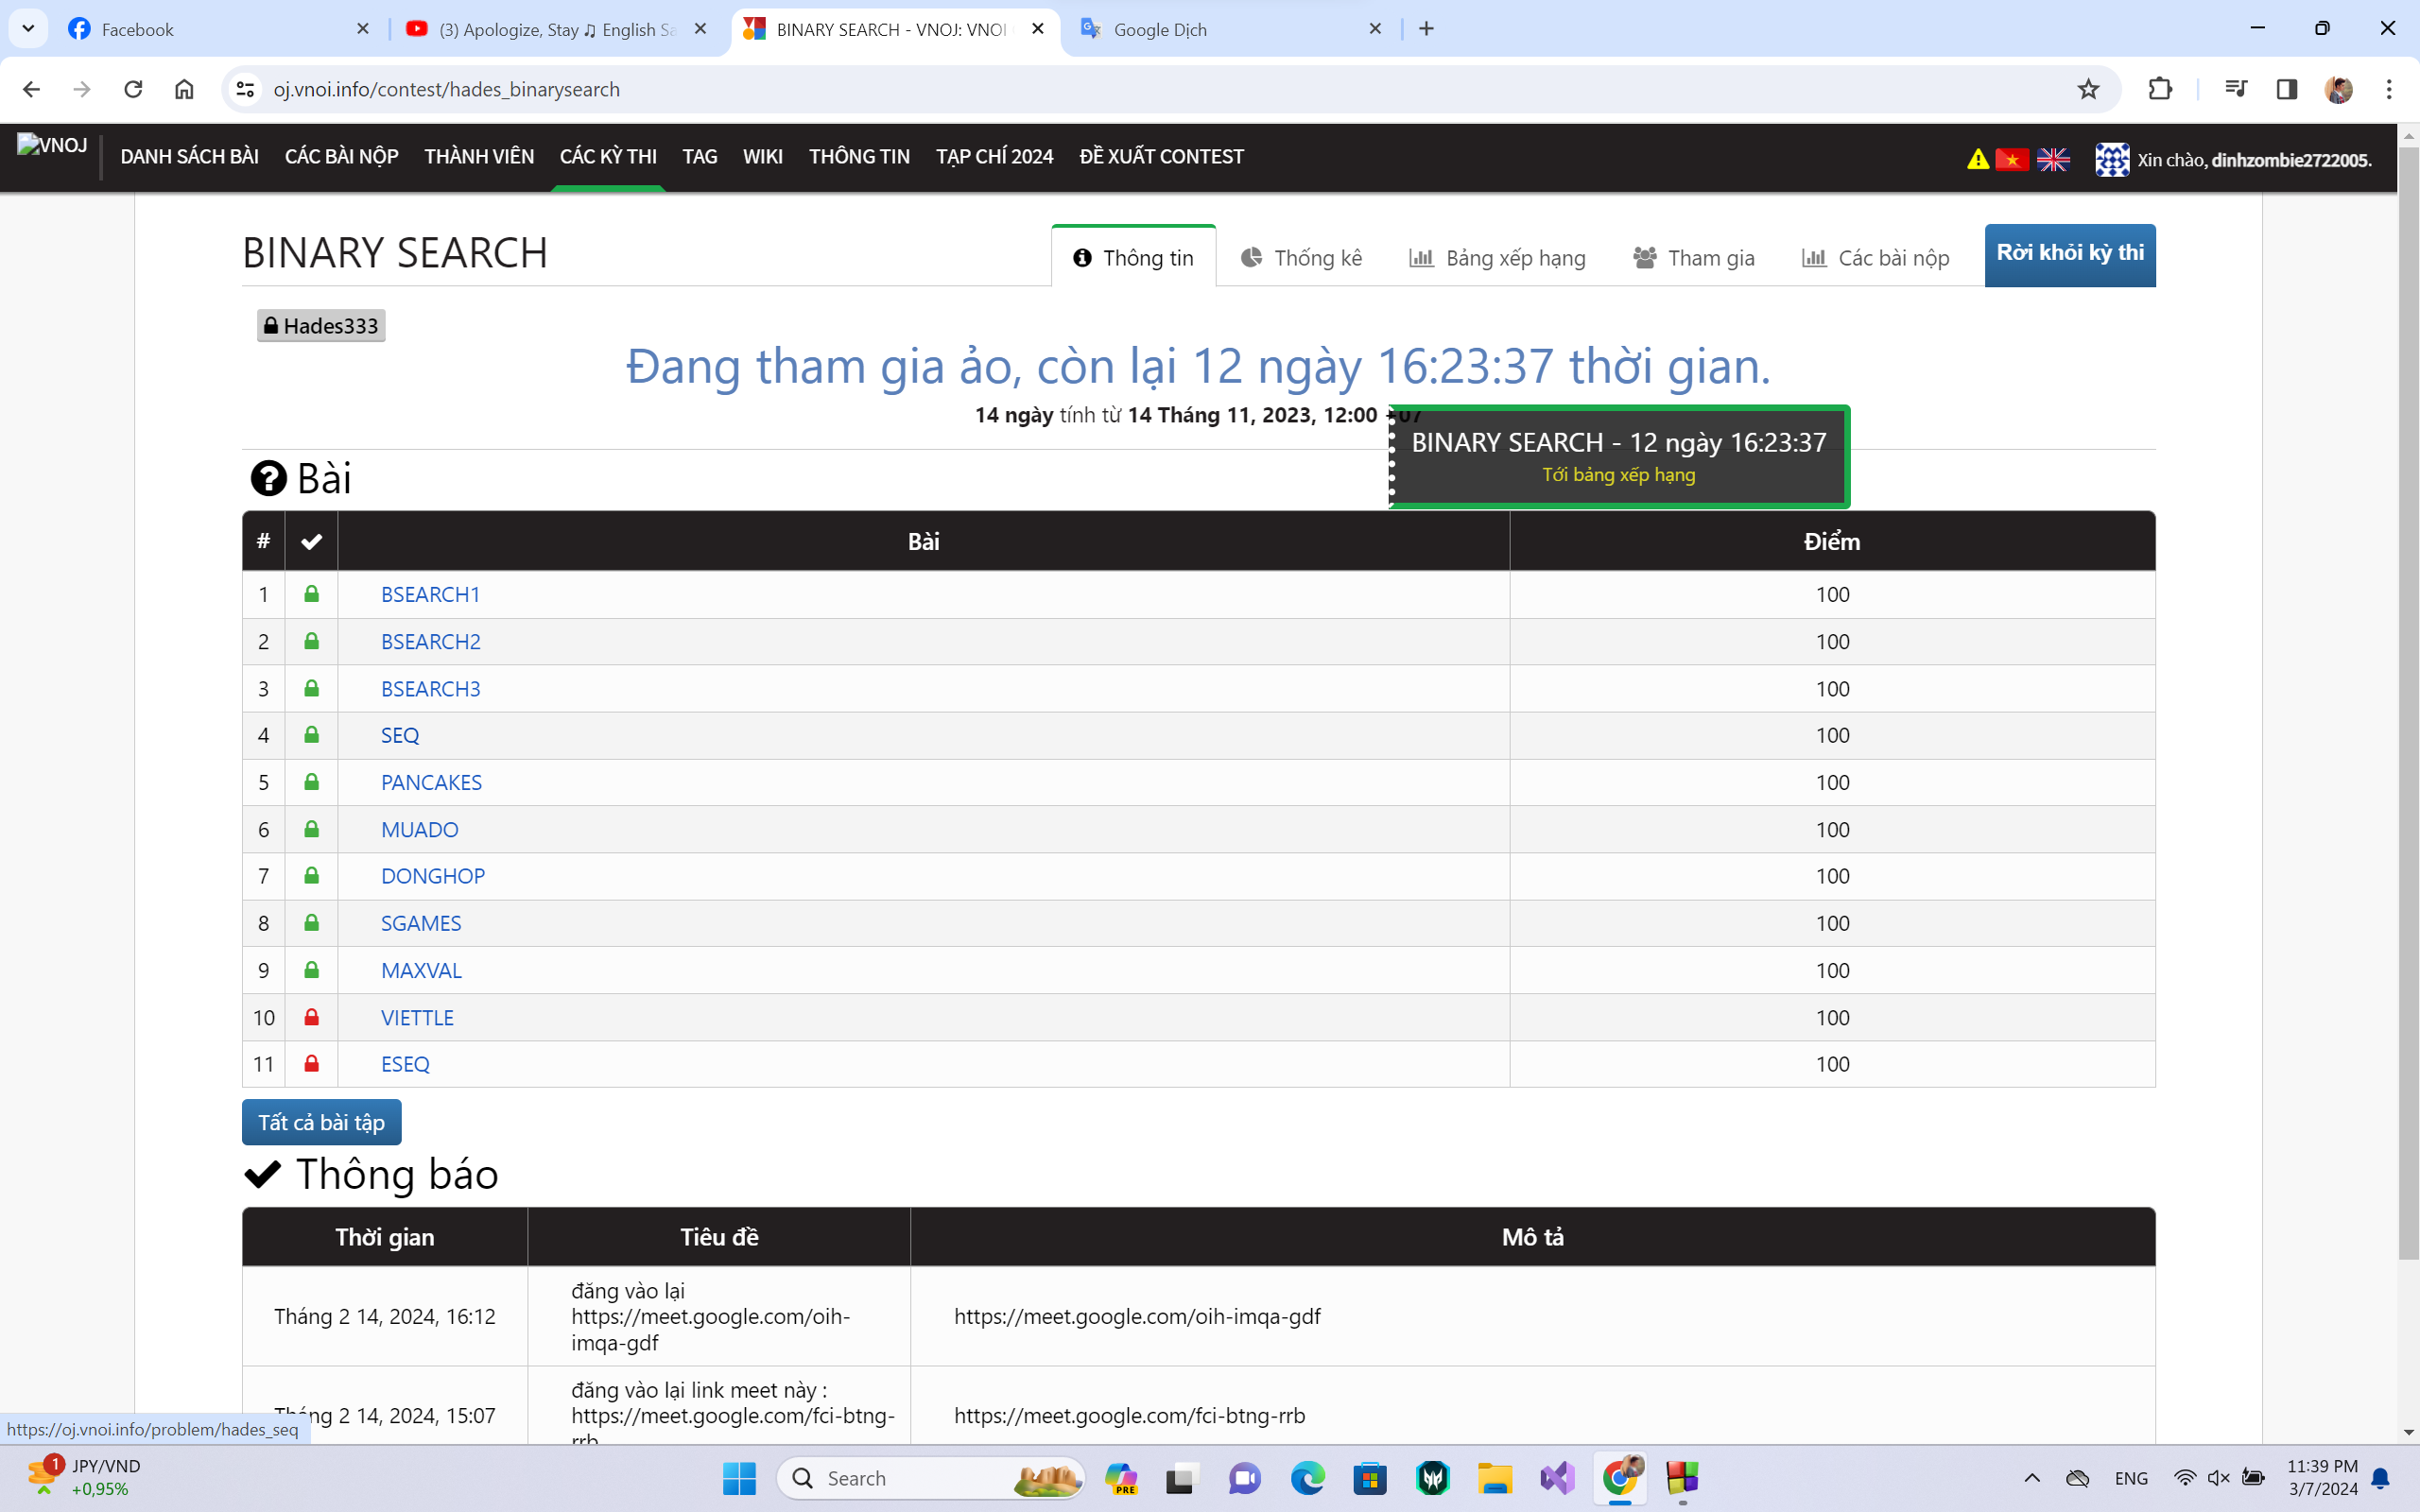 Facebook
(3) Apologize, Stay ♫ English Sa
BINARY SEARCH - VNOJ: VNOI
Google Dịch
oj.vnoi.info/contest/hades_binarysearch
VNOJ
DANH SÁCH BÀI CÁC BÀI NỘP THÀNH VIÊN CÁC KỲ THI TAG WIKI THÔNG TIN TẠP CHÍ 2024 ĐỀ XUẤT CONTEST
Xin chào, dinhzombie2722005.
BINARY SEARCH
Thông tin Thống kê Bảng xếp hạng Tham gia Các bài nộp Rời khỏi kỳ thi
Hades333
Đang tham gia ảo, còn lại 12 ngày 16:23:37 thời gian.
14 ngày tính từ 14 Tháng 11, 2023, 12:00 +07
BINARY SEARCH - 12 ngày 16:23:37
Tới bảng xếp hạng
Bài
# Bài Điểm
1 BSEARCH1 100
2 BSEARCH2 100
3 BSEARCH3 100
4 SEQ 100
5 PANCAKES 100
6 MUADO 100
7 DONGHOP 100
8 SGAMES 100
9 MAXVAL 100
10 VIETTLE 100
11 ESEQ 100
Tất cả bài tập
Thông báo
Thời gian Tiêu đề Mô tả
đăng vào lại
Tháng 2 14, 2024, 16:12 https://meet.google.com/oih- https://meet.google.com/oih-imqa-gdf
imqa-gdf
đăng vào lại link meet này :
ng 2 14, 2024, 15:07 https://meet.google.com/fci-btng- https://meet.google.com/fci-btng-rrb
rrb
https://oj.vnoi.info/problem/hades_seq
1
JPY/VND
+0,95%
Search
PRE
ENG
11:39 PM
3/7/2024